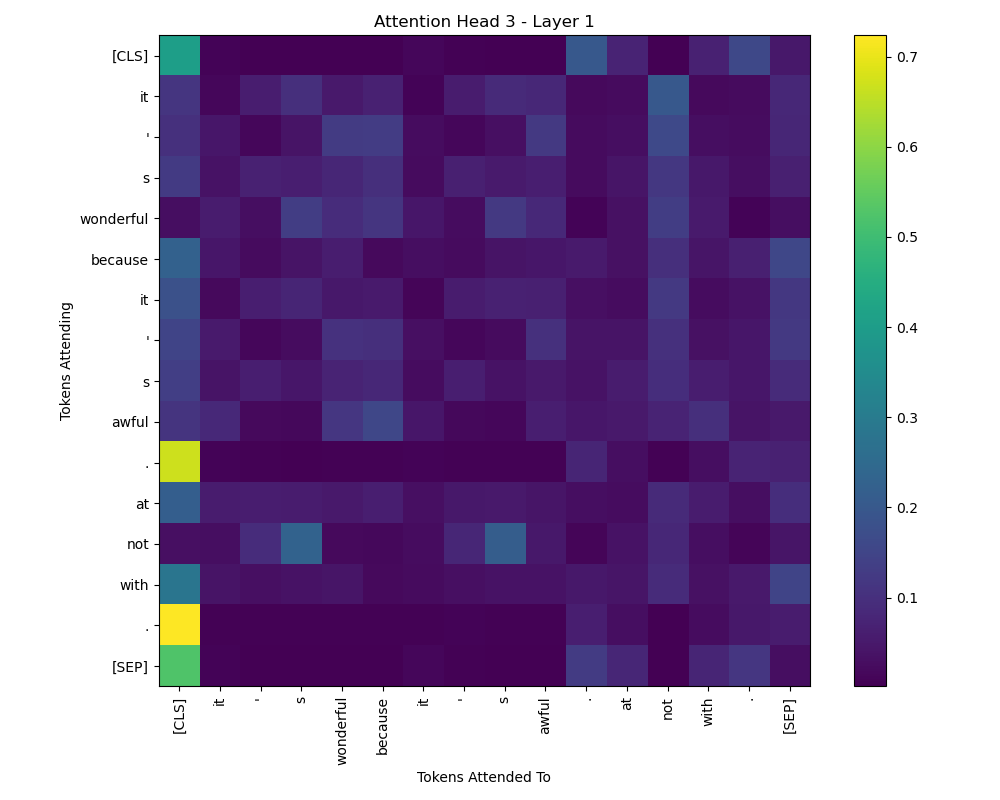 Attention Head 3 - Layer 1
Tokens Attending
[CLS]
it
'
s
wonderful
because
it
'
s
awful
.
at
not
with
.
[SEP]
[CLS]
it
'
s
wonderful
because
it
'
s
awful
.
at
not
with
.
[SEP]
Tokens Attended To
0.7
0.6
0.5
0.4
0.3
0.2
0.1